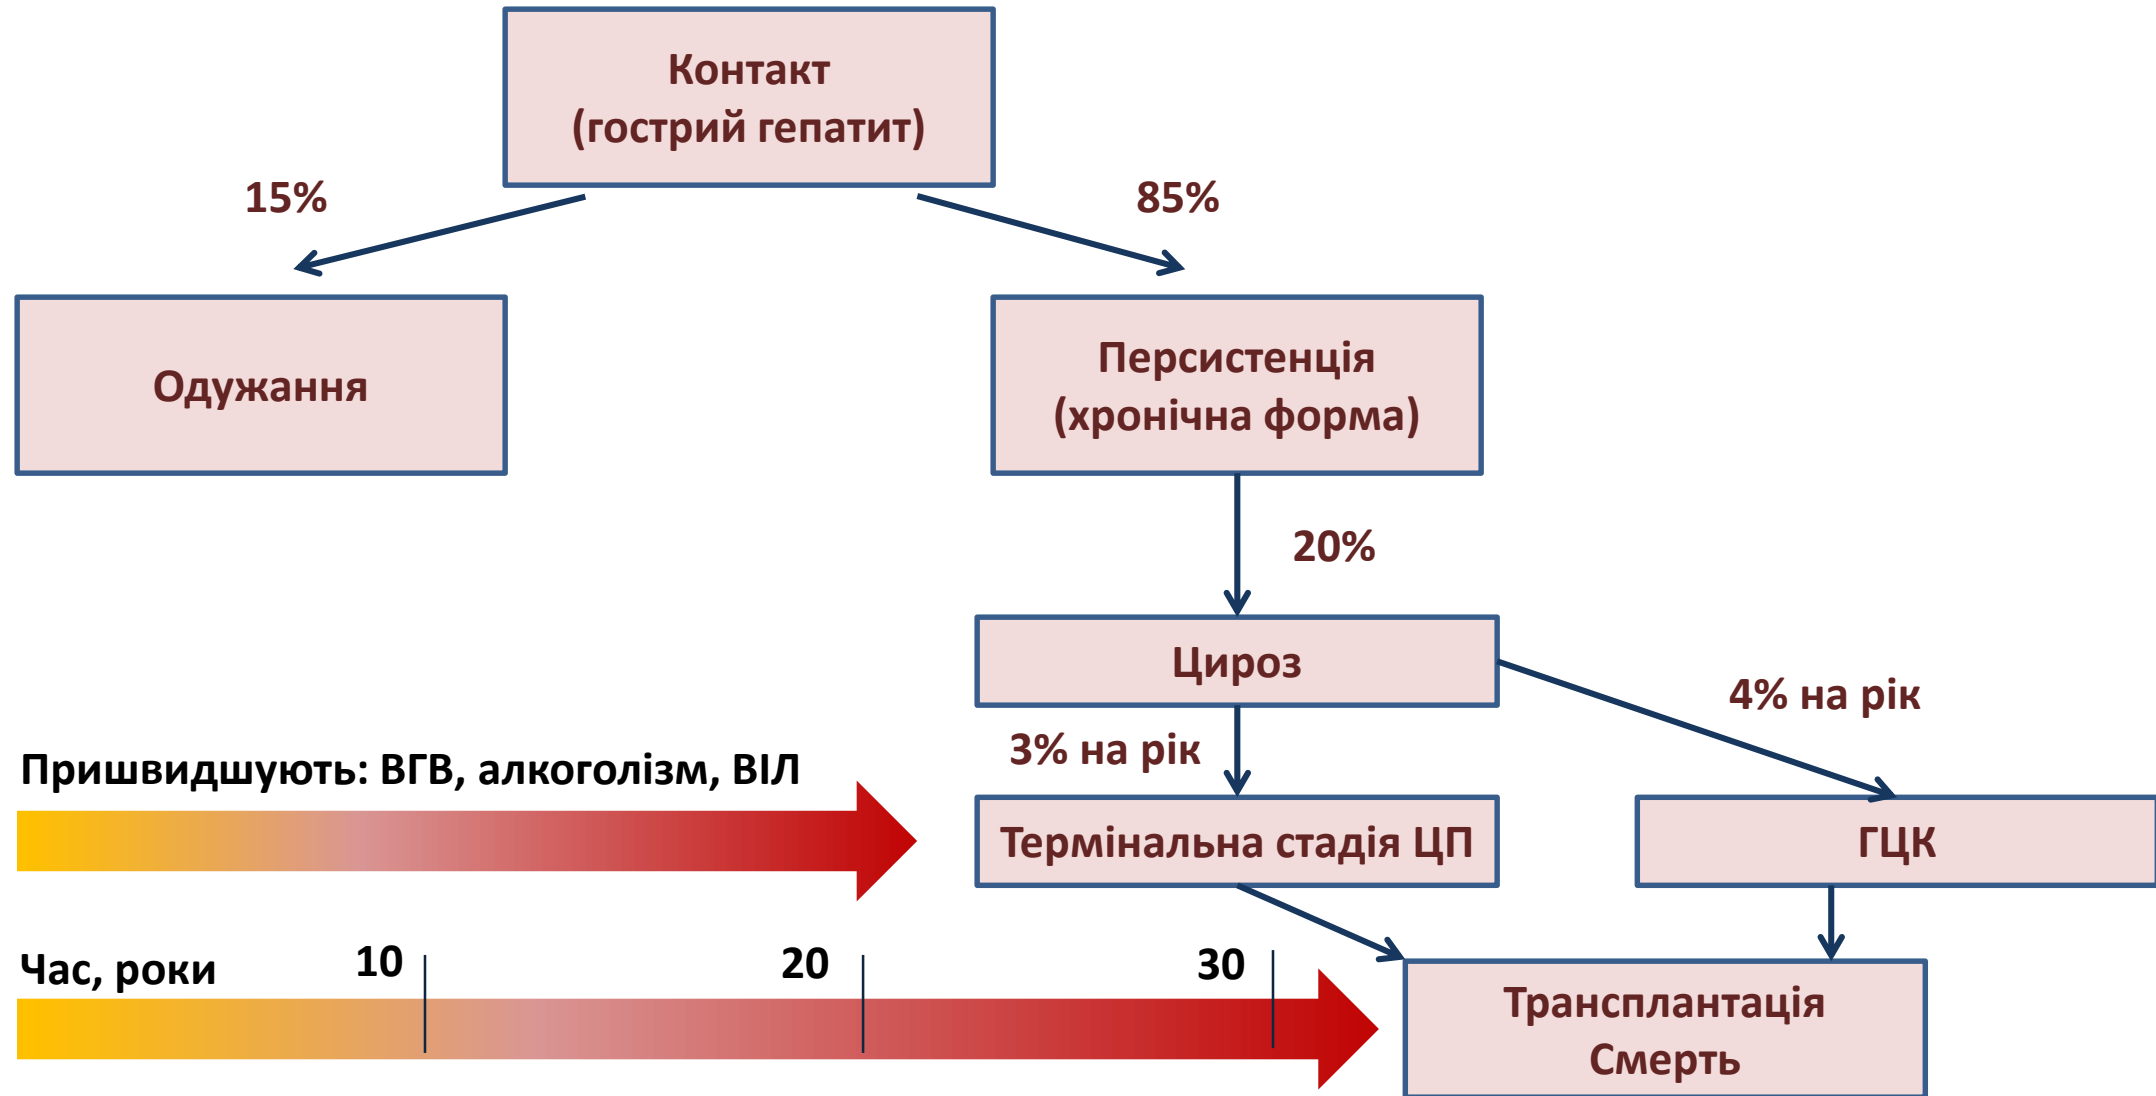 Контакт
(гострий гепатит)
15%
85%
Одужання
Персистенція
(хронічна форма)
20%
Цироз
4% на рік
3% на рік
Пришвидшують: ВГВ, алкоголізм, ВІЛ
Термінальна стадія ЦП
ГЦК
Час, роки
10
20
30
Трансплантація
Смерть